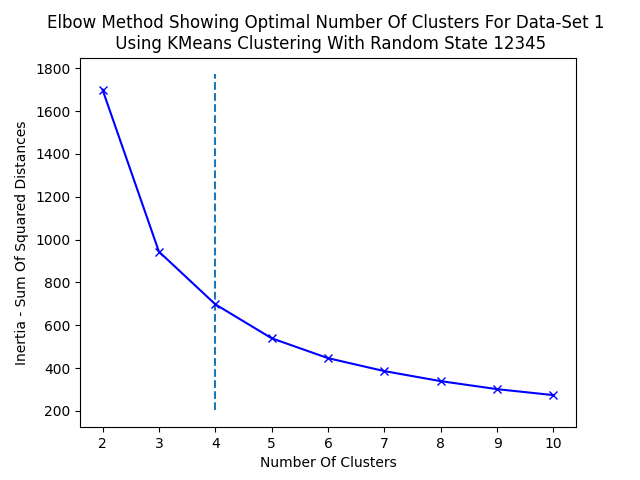 Elbow Method Showing Optimal Number Of Clusters For Data-Set 1
Using KMeans Clustering With Random State 12345
1800
1600
1400
1200
1000
800
600
400
200
Inertia - Sum Of Squared Distances
2 3 4 5 6 7 8 9 10
Number Of Clusters